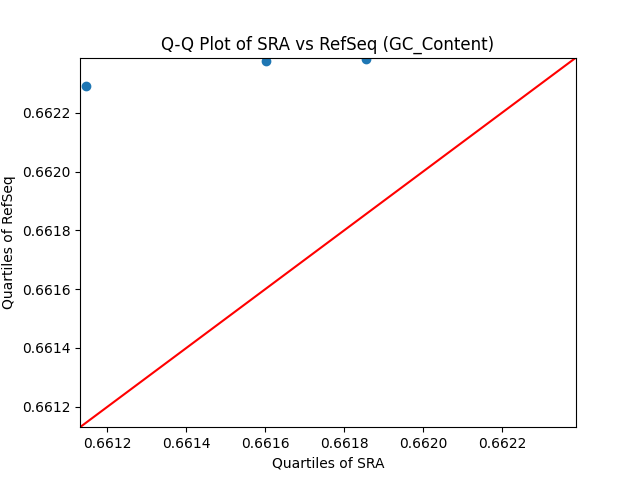 Q-Q Plot of SRA vs RefSeq (GC_Content)
Quartiles of RefSeq
0.6622
0.6620
0.6618
0.6616
0.6614
0.6612
0.6612 0.6614 0.6616 0.6618 0.6620 0.6622
Quartiles of SRA